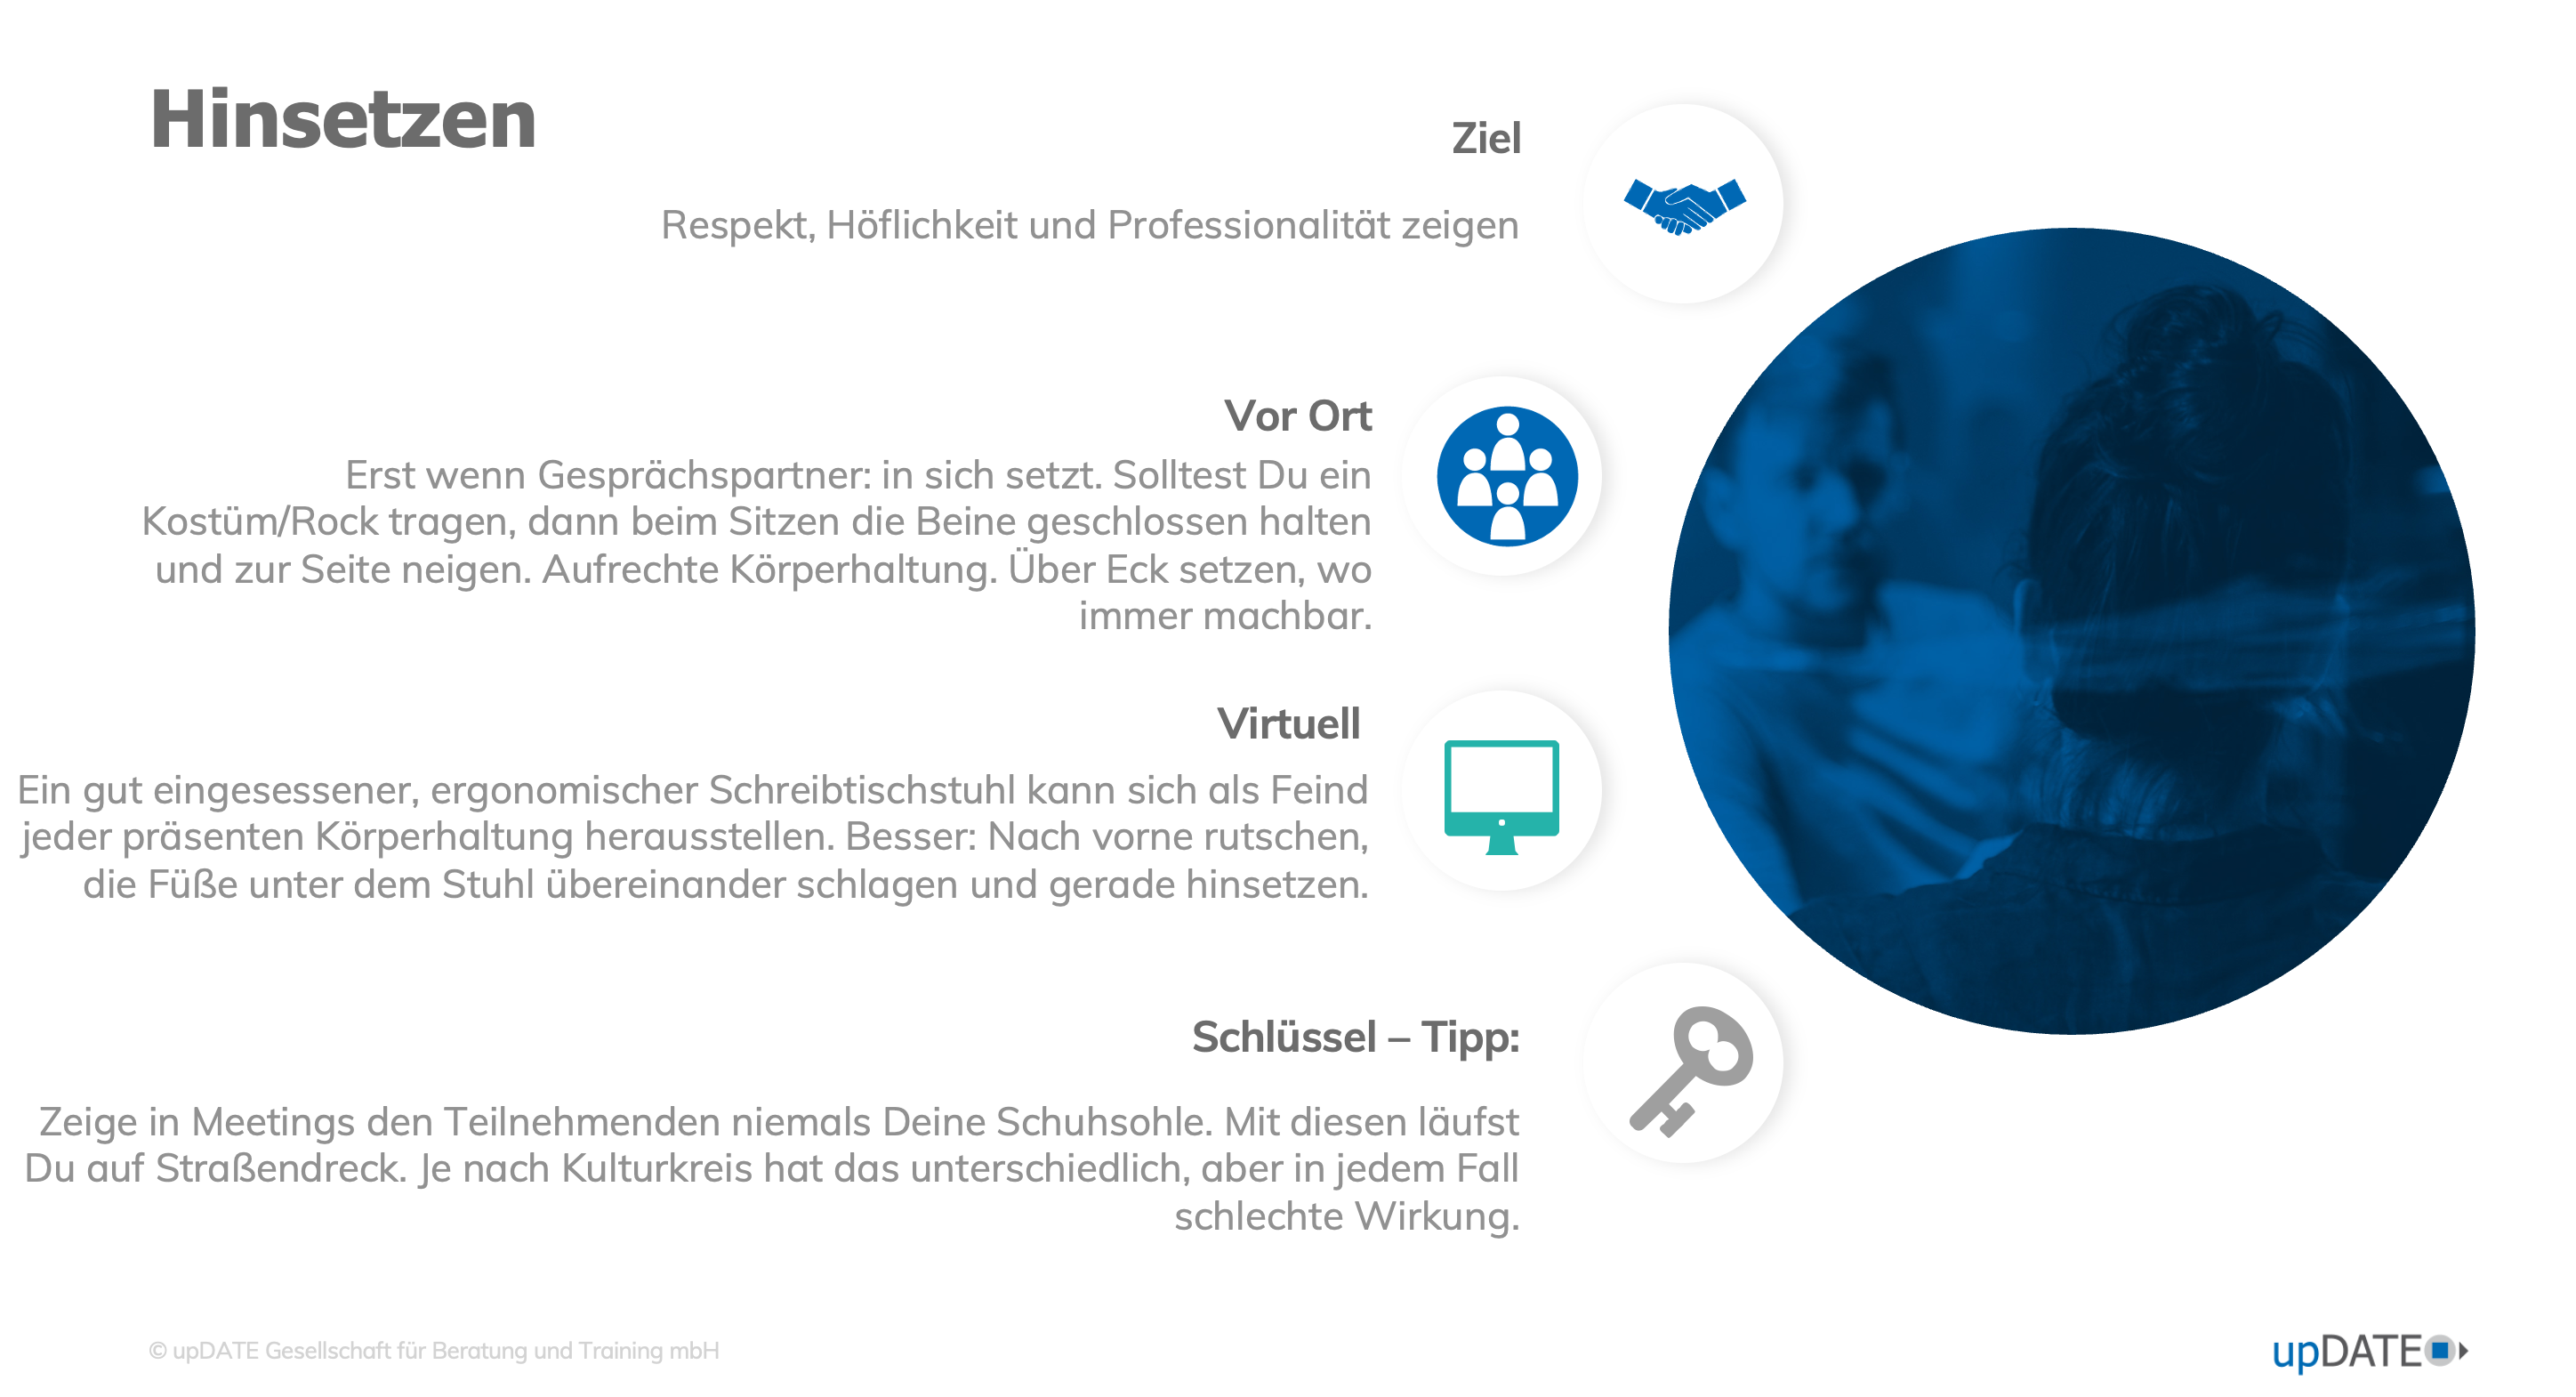 Hinsetzen
Ziel
Respekt, Höflichkeit und Professionalität zeigen
Vor Ort
Erst wenn Gesprächspartner: in sich setzt. Solltest Du ein
Kostüm/Rock tragen, dann beim Sitzen die Beine geschlossen halten
und zur Seite neigen. Aufrechte Körperhaltung. Über Eck setzen, wo
immer machbar.
Virtuell
Ein gut eingesessener, ergonomischer Schreibtischstuhl kann sich als Feind
jeder präsenten Körperhaltung herausstellen. Besser: Nach vorne rutschen,
die Füße unter dem Stuhl übereinander schlagen und gerade hinsetzen.
Schlüssel – Tipp:
Zeige in Meetings den Teilnehmenden niemals Deine Schuhsohle. Mit diesen läufst
Du auf Straßendreck. Je nach Kulturkreis hat das unterschiedlich, aber in jedem Fall
schlechte Wirkung.
© upDATE Gesellschaft für Beratung und Training mbH
upDATE